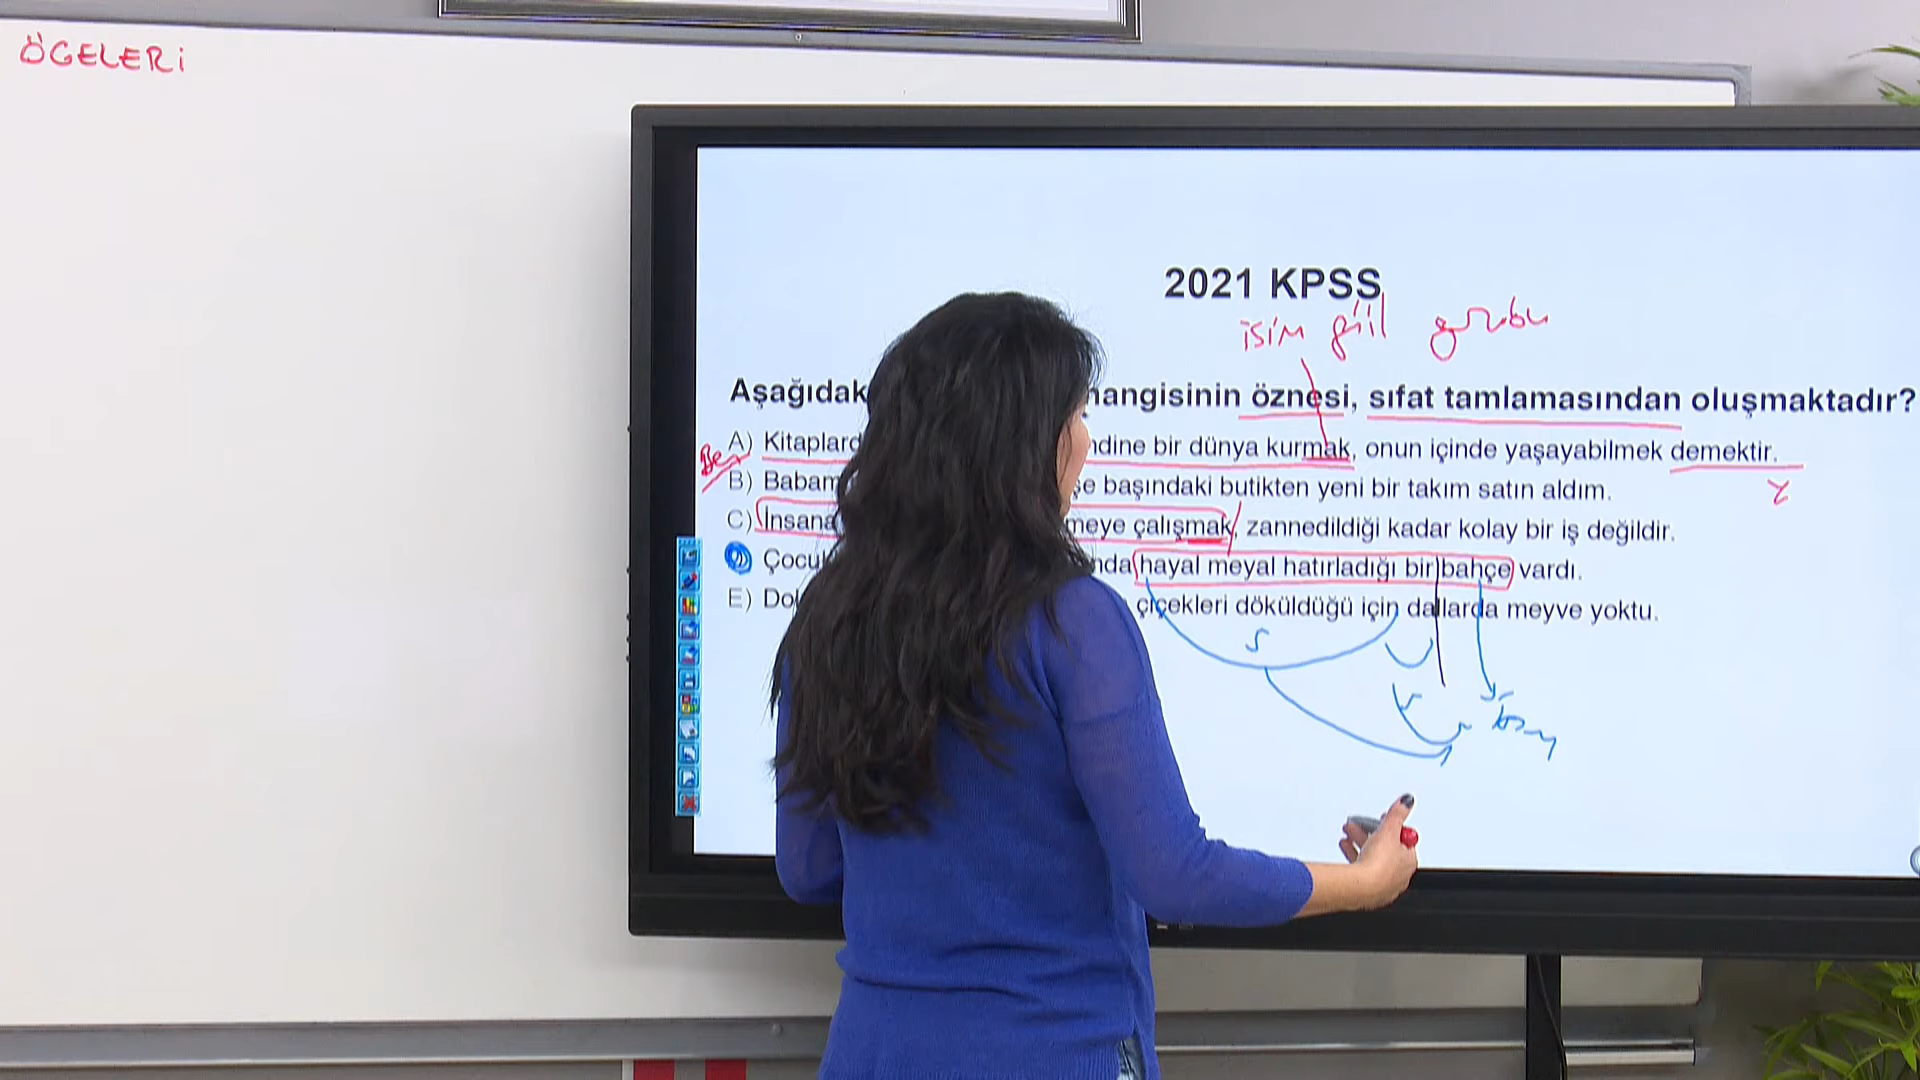 ÖGELERİ
2021 KPSS
isim fiil grubu
Aşağıdak hangisinin öznesi, sıfat tamlamasından oluşmaktadır?
A) Kitaplard ndine bir dünya kurmak, onun içinde yaşayabilmek demektir.
Ben
B) Babam şe başındaki butikten yeni bir takım satın aldım.
Y
C) İnsana meye çalışmak, zannedildiği kadar kolay bir iş değildir.
Çocu nda hayal meyal hatırladığı bir bahçe vardı.
E) Dol çiçekleri döküldüğü için dallarda meyve yoktu.
S